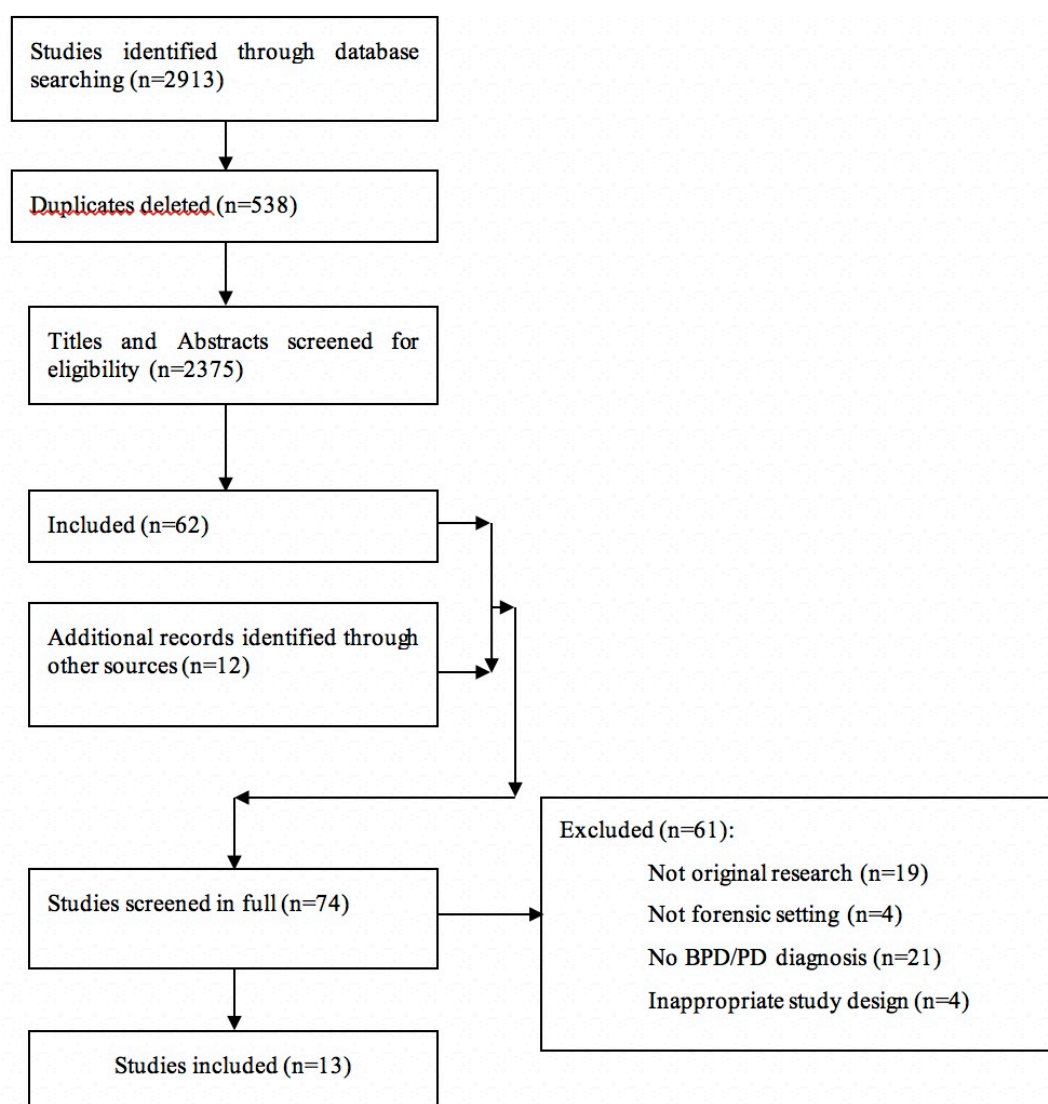 Studies identified through database
searching (n=2913)
Duplicates deleted (n=538)
Titles and Abstracts screened for
eligibility (n=2375)
Included (n=62)
Additional records identified through
other sources (n=12)
Studies screened in full (n=74)
Excluded (n=61):
Not original research (n=19)
Not forensic setting (n=4)
No BPD/PD diagnosis (n=21)
Inappropriate study design (n=4)
Studies included (n=13)